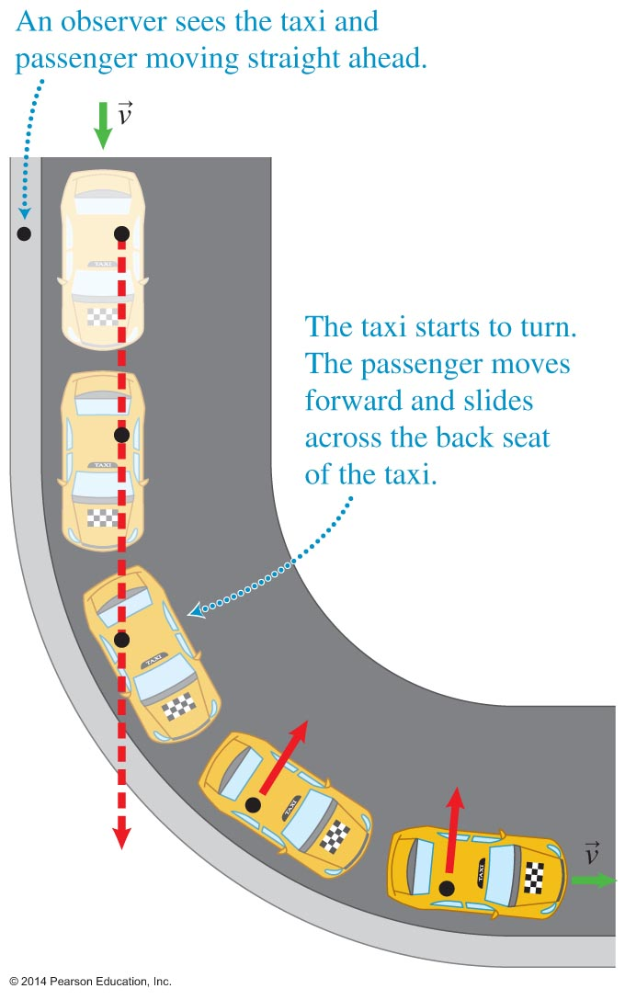 An observer sees the taxi and
passenger moving straight ahead.
v⃗
TAXI
The taxi starts to turn.
The passenger moves
forward and slides
across the back seat
of the taxi.
TAXI
TAXI
TAXI
TAXI
v⃗
© 2014 Pearson Education, Inc.